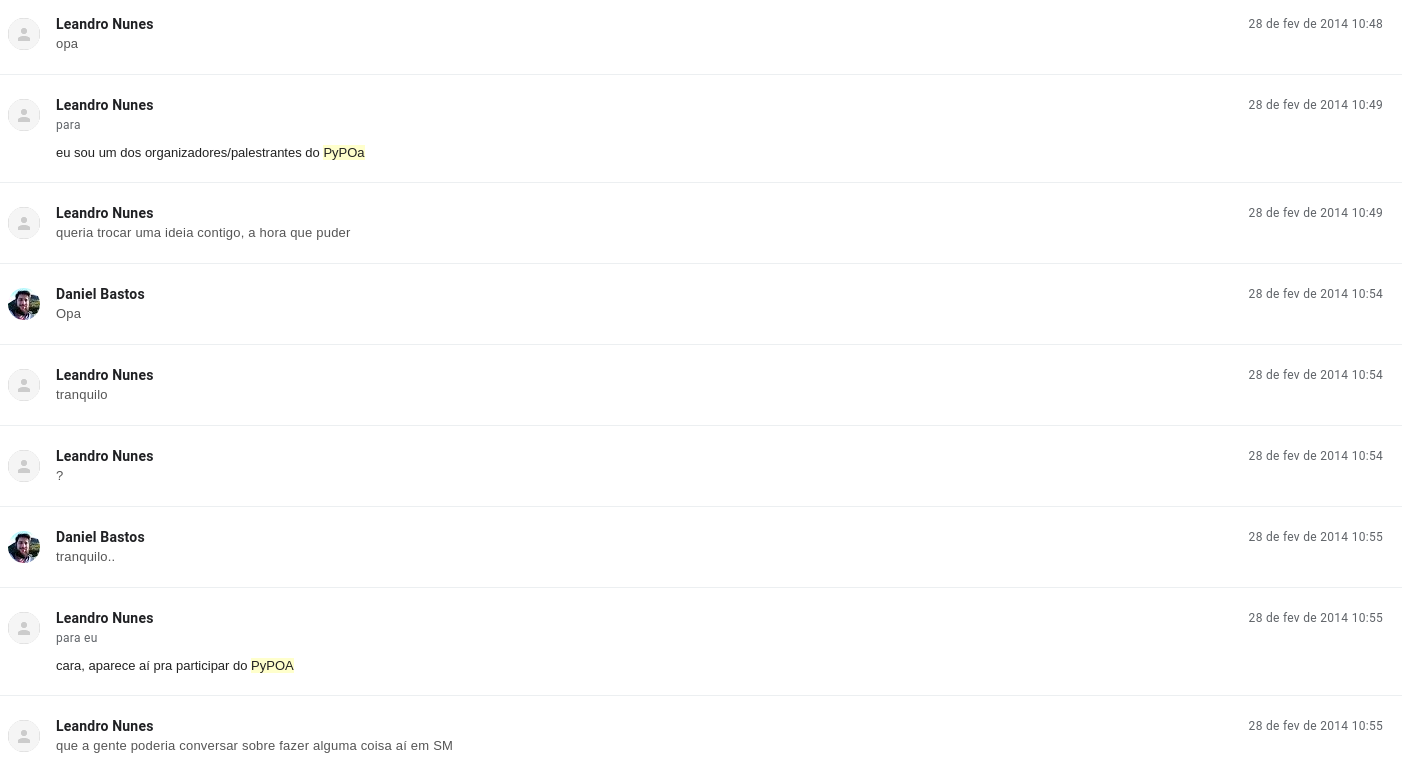 Leandro Nunes
28 de fev de 2014 10:48
opa
Leandro Nunes
28 de fev de 2014 10:49
para
eu sou um dos organizadores/palestrantes do PyPOa
Leandro Nunes
28 de fev de 2014 10:49
queria trocar uma ideia contigo, a hora que puder
Daniel Bastos
28 de fev de 2014 10:54
Opa
Leandro Nunes
28 de fev de 2014 10:54
tranquilo
Leandro Nunes
28 de fev de 2014 10:54
?
Daniel Bastos
28 de fev de 2014 10:55
tranquilo..
Leandro Nunes
28 de fev de 2014 10:55
para eu
cara, aparece aí pra participar do PyPOA
Leandro Nunes
28 de fev de 2014 10:55
que a gente poderia conversar sobre fazer alguma coisa aí em SM